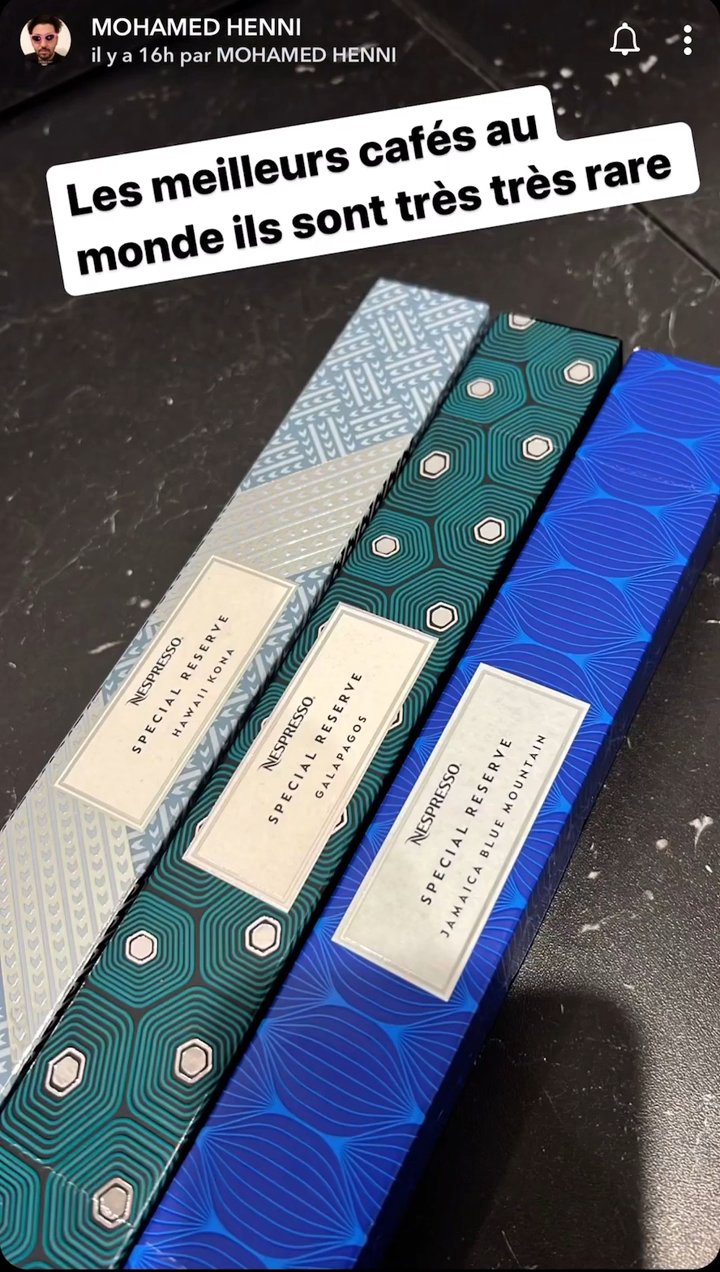 MOHAMED HENNI
il y a 16h par MOHAMED HENNI
Les meilleurs cafés au
monde ils sont très très rare
NESPRESSO
SPECIAL RESERVE
HAWAII KONA
NESPRESSO
SPECIAL RESERVE
GALAPAGOS
NESPRESSO
SPECIAL RESERVE
JAMAICA BLUE MOUNTAIN